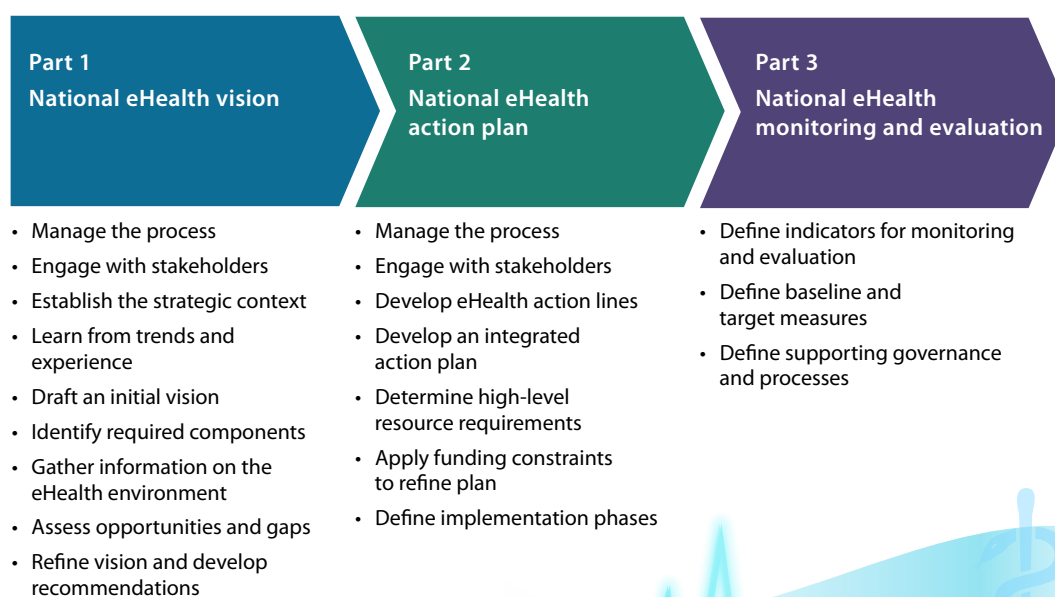 Part 1
National eHealth vision
• Manage the process
• Engage with stakeholders
• Establish the strategic context
• Learn from trends and
experience
• Draft an initial vision
• Identify required components
• Gather information on the
eHealth environment
• Assess opportunities and gaps
• Refine vision and develop
recommendations
Part 2
National eHealth
action plan
• Manage the process
• Engage with stakeholders
• Develop eHealth action lines
• Develop an integrated
action plan
• Determine high-level
resource requirements
• Apply funding constraints
to refine plan
• Define implementation phases
Part 3
National eHealth
monitoring and evaluation
• Define indicators for monitoring
and evaluation
• Define baseline and
target measures
• Define supporting governance
and processes